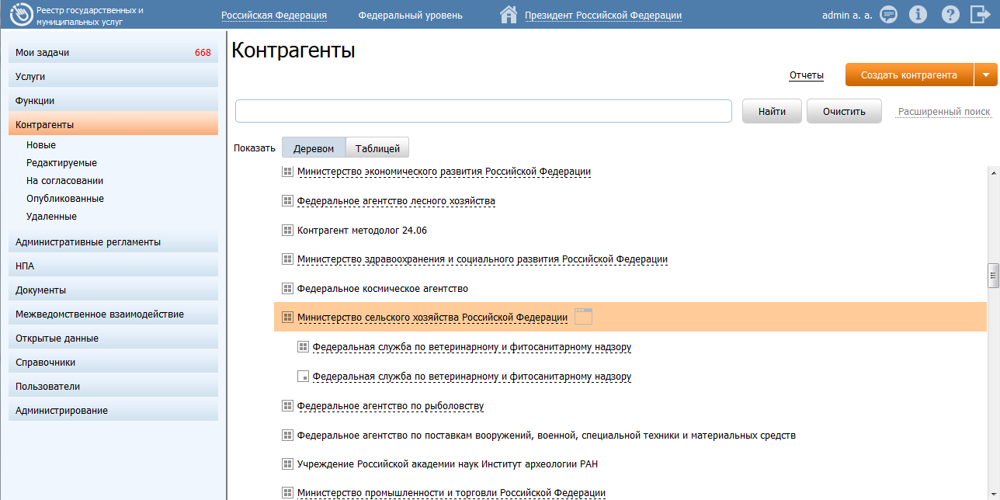 Реестр государственных и
муниципальных услуг
Российская Федерация
Федеральный уровень
Президент Российской Федерации
admin a. a.
Мои задачи 668
Услуги
Функции
Контрагенты
Новые
Редактируемые
На согласовании
Опубликованные
Удаленные
Административные регламенты
НПА
Документы
Межведомственное взаимодействие
Открытые данные
Справочники
Пользователи
Администрирование
Контрагенты
Отчеты
Создать контрагента
Найти
Очистить
Расширенный поиск
Показать
Деревом
Таблицей
Министерство экономического развития Российской Федерации
Федеральное агентство лесного хозяйства
Контрагент методолог 24.06
Министерство здравоохранения и социального развития Российской Федерации
Федеральное космическое агентство
Министерство сельского хозяйства Российской Федерации
Федеральная служба по ветеринарному и фитосанитарному надзору
Федеральная служба по ветеринарному и фитосанитарному надзору
Федеральное агентство по рыболовству
Федеральное агентство по поставкам вооружений, военной, специальной техники и материальных средств
Учреждение Российской академии наук Институт археологии РАН
Министерство промышленности и торговли Российской Федерации